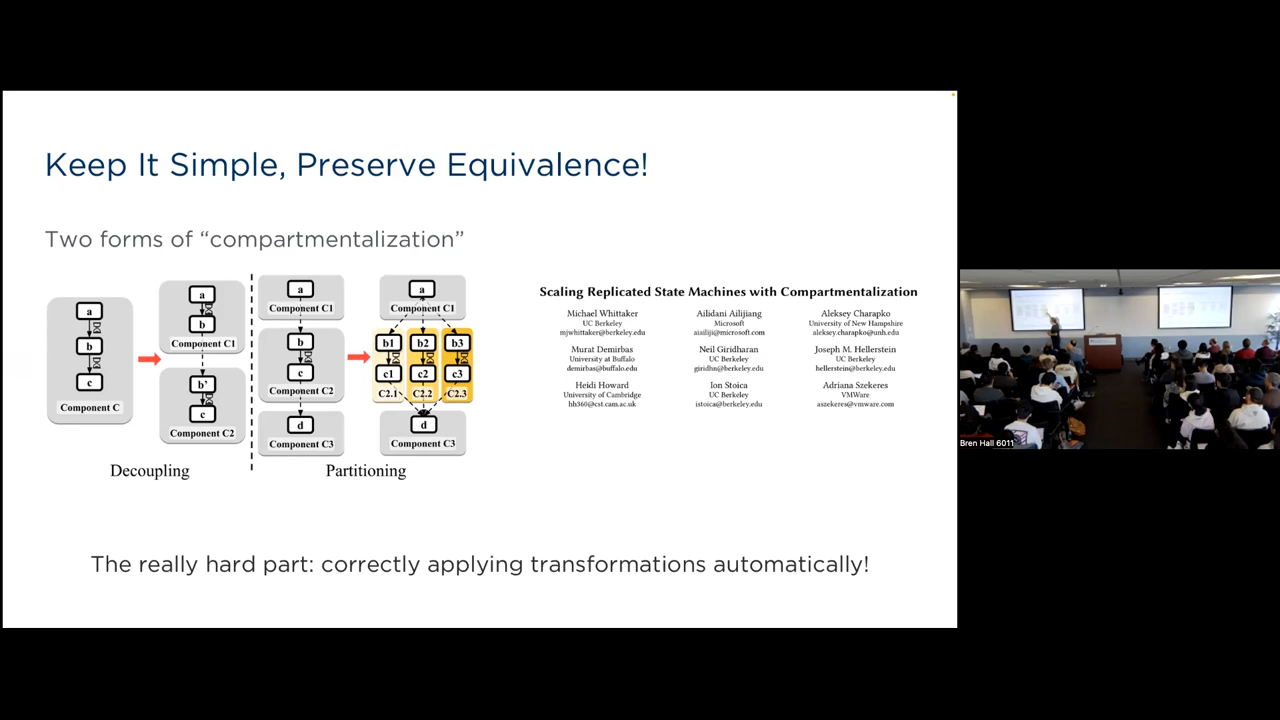 Keep It Simple, Preserve Equivalence!
Two forms of “compartmentalization”
a
b
c
Component C
a
b
Component C1
b'
c
Component C2
Decoupling
a
Component C1
b
c
Component C2
d
Component C3
a
Component C1
b1
b2
b3
c1
c2
c3
C2.1
C2.2
C2.3
d
Component C3
Partitioning
Scaling Replicated State Machines with Compartmentalization
Michael Whittaker
UC Berkeley
mjwhittaker@berkeley.edu
Ailidani Ailijiang
Microsoft
aiailiji@microsoft.com
Aleksey Charapko
University of New Hampshire
aleksey.charapko@unh.edu
Murat Demirbas
University at Buffalo
demirbas@buffalo.edu
Neil Giridharan
UC Berkeley
giridhn@berkeley.edu
Joseph M. Hellerstein
UC Berkeley
hellerstein@berkeley.edu
Heidi Howard
University of Cambridge
hh360@cst.cam.ac.uk
Ion Stoica
UC Berkeley
istoica@berkeley.edu
Adriana Szekeres
VMWare
aszekeres@vmware.com
The really hard part: correctly applying transformations automatically!
Bren Hall 6011